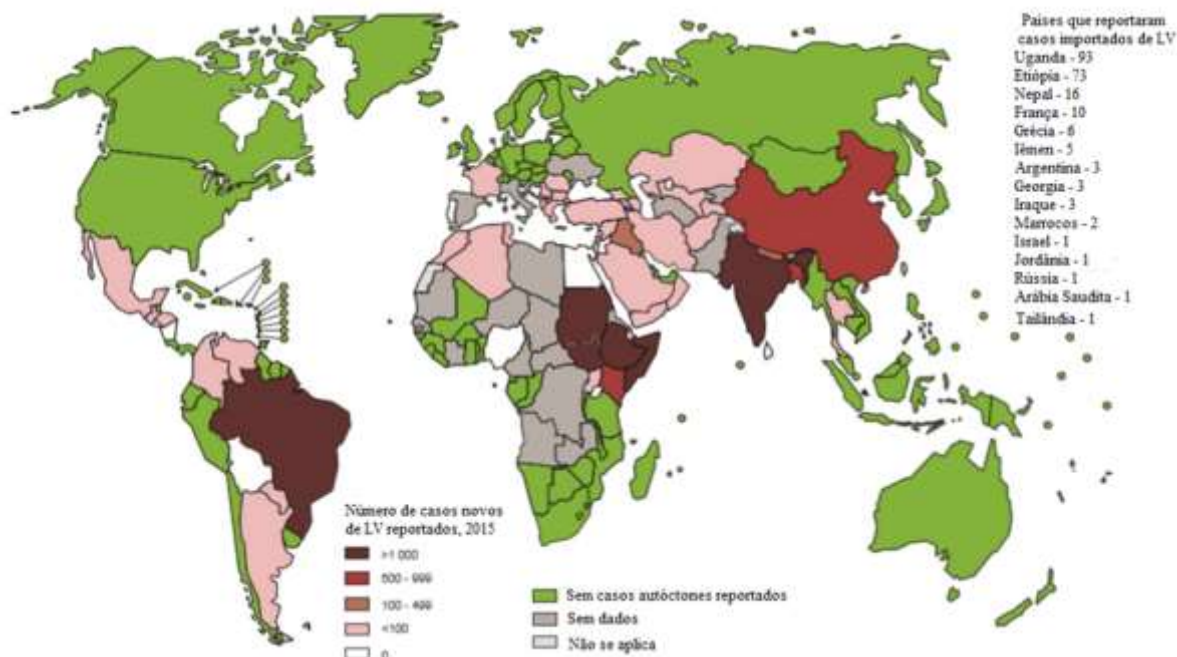 Países que reportaram
casos importados de LV
Uganda - 93
Etiópia - 73
Nepal - 16
França - 10
Grécia - 6
Iêmen - 5
Argentina - 3
Georgia - 3
Iraque - 3
Marrocos - 2
Israel - 1
Jordânia - 1
Rússia - 1
Arábia Saudita - 1
Tailândia - 1
Número de casos novos
de LV reportados, 2015
>1 000
500 - 999
100 - 499
<100
0
Sem casos autóctones reportados
Sem dados
Não se aplica